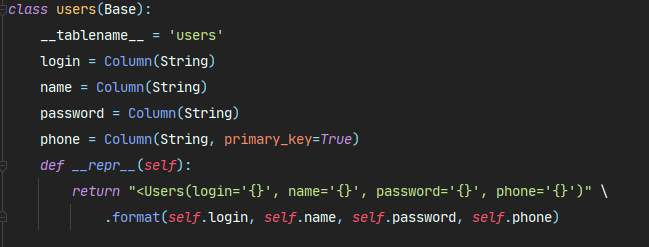 class users(Base):
    __tablename__ = 'users'
    login = Column(String)
    name = Column(String)
    password = Column(String)
    phone = Column(String, primary_key=True)
    def __repr__(self):
        return "<Users(login='{}', name='{}', password='{}', phone='{}')" \
            .format(self.login, self.name, self.password, self.phone)